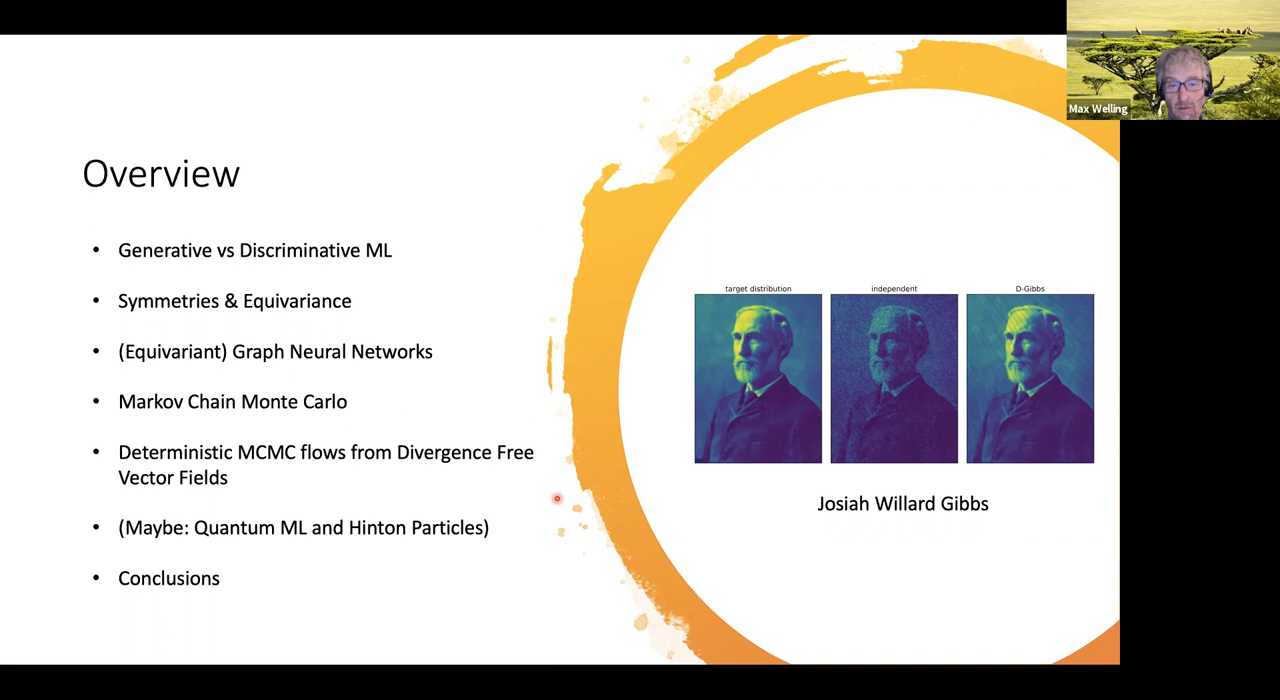 Max Welling
Overview
• Generative vs Discriminative ML
• Symmetries & Equivariance
• (Equivariant) Graph Neural Networks
• Markov Chain Monte Carlo
• Deterministic MCMC flows from Divergence Free
Vector Fields
• (Maybe: Quantum ML and Hinton Particles)
• Conclusions
target distribution
independent
D-Gibbs
Josiah Willard Gibbs